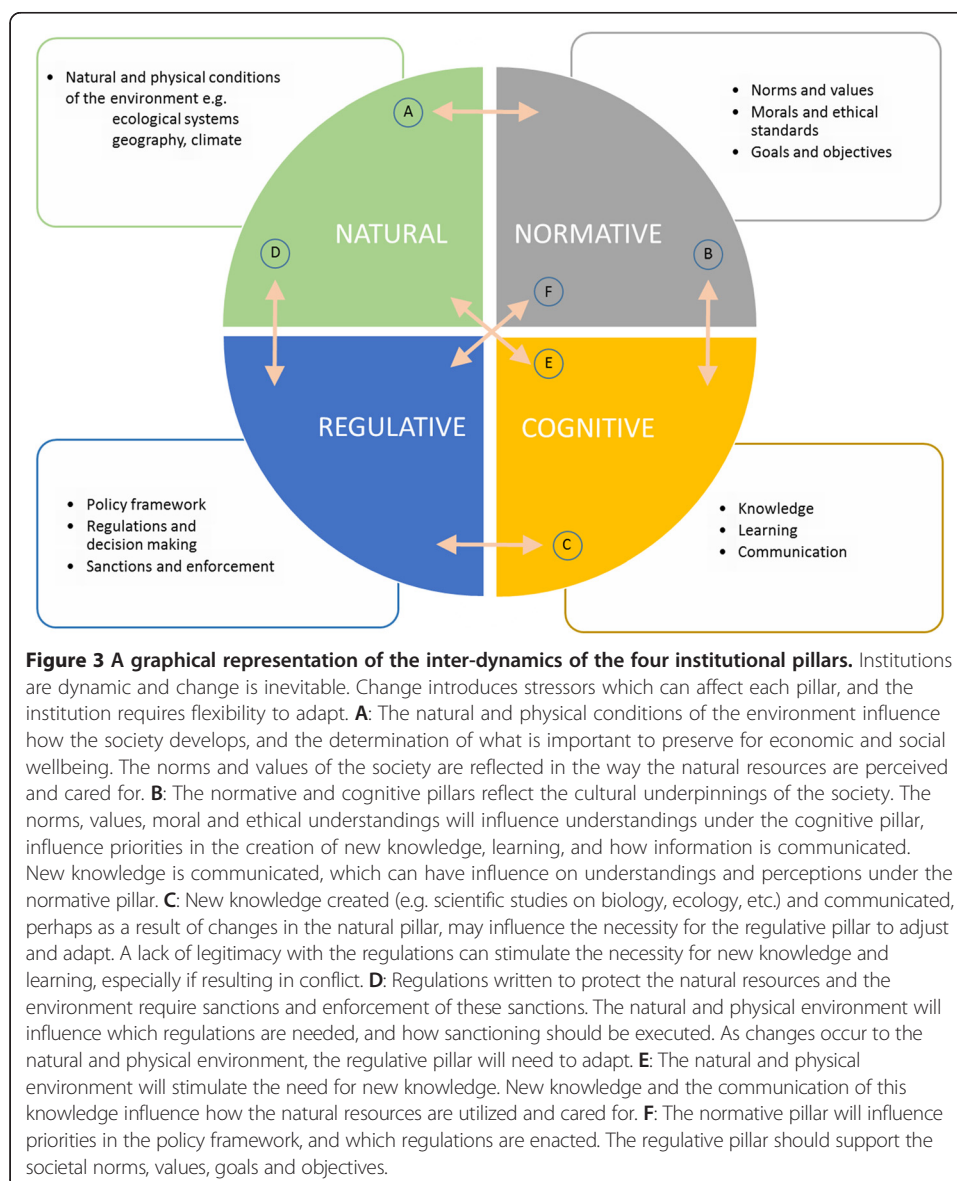 • Natural and physical conditions
of the environment e.g.
ecological systems
geography, climate
• Norms and values
• Morals and ethical
standards
• Goals and objectives
A
NATURAL
NORMATIVE
D
B
F
E
REGULATIVE
COGNITIVE
C
• Policy framework
• Regulations and
decision making
• Sanctions and enforcement
• Knowledge
• Learning
• Communication
Figure 3 A graphical representation of the inter-dynamics of the four institutional pillars. Institutions
are dynamic and change is inevitable. Change introduces stressors which can affect each pillar, and the
institution requires flexibility to adapt. A: The natural and physical conditions of the environment influence
how the society develops, and the determination of what is important to preserve for economic and social
wellbeing. The norms and values of the society are reflected in the way the natural resources are perceived
and cared for. B: The normative and cognitive pillars reflect the cultural underpinnings of the society. The
norms, values, moral and ethical understandings will influence understandings under the cognitive pillar,
influence priorities in the creation of new knowledge, learning, and how information is communicated.
New knowledge is communicated, which can have influence on understandings and perceptions under the
normative pillar. C: New knowledge created (e.g. scientific studies on biology, ecology, etc.) and communicated,
perhaps as a result of changes in the natural pillar, may influence the necessity for the regulative pillar to adjust
and adapt. A lack of legitimacy with the regulations can stimulate the necessity for new knowledge and
learning, especially if resulting in conflict. D: Regulations written to protect the natural resources and the
environment require sanctions and enforcement of these sanctions. The natural and physical environment will
influence which regulations are needed, and how sanctioning should be executed. As changes occur to the
natural and physical environment, the regulative pillar will need to adapt. E: The natural and physical
environment will stimulate the need for new knowledge. New knowledge and the communication of this
knowledge influence how the natural resources are utilized and cared for. F: The normative pillar will influence
priorities in the policy framework, and which regulations are enacted. The regulative pillar should support the
societal norms, values, goals and objectives.